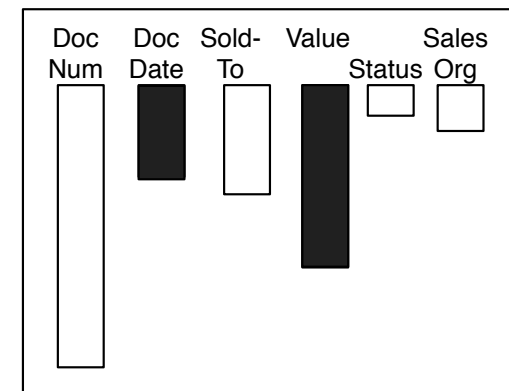 Doc Doc Sold- Value Sales
Num Date To Status Org